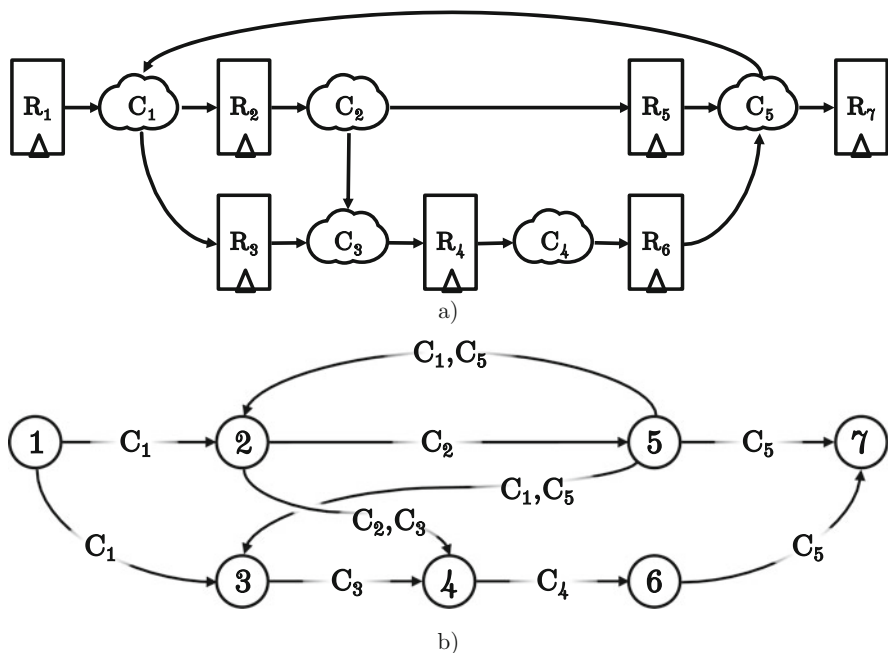 R₁ C₁ R₂ C₂ R₅ C₅ R₇
R₃ C₃ R₄ C₄ R₆
a)
C₁,C₅
1 C₁ 2 C₂ 5 C₅ 7
C₁,C₅
C₂,C₃
C₁ C₅
3 C₃ 4 C₄ 6
b)